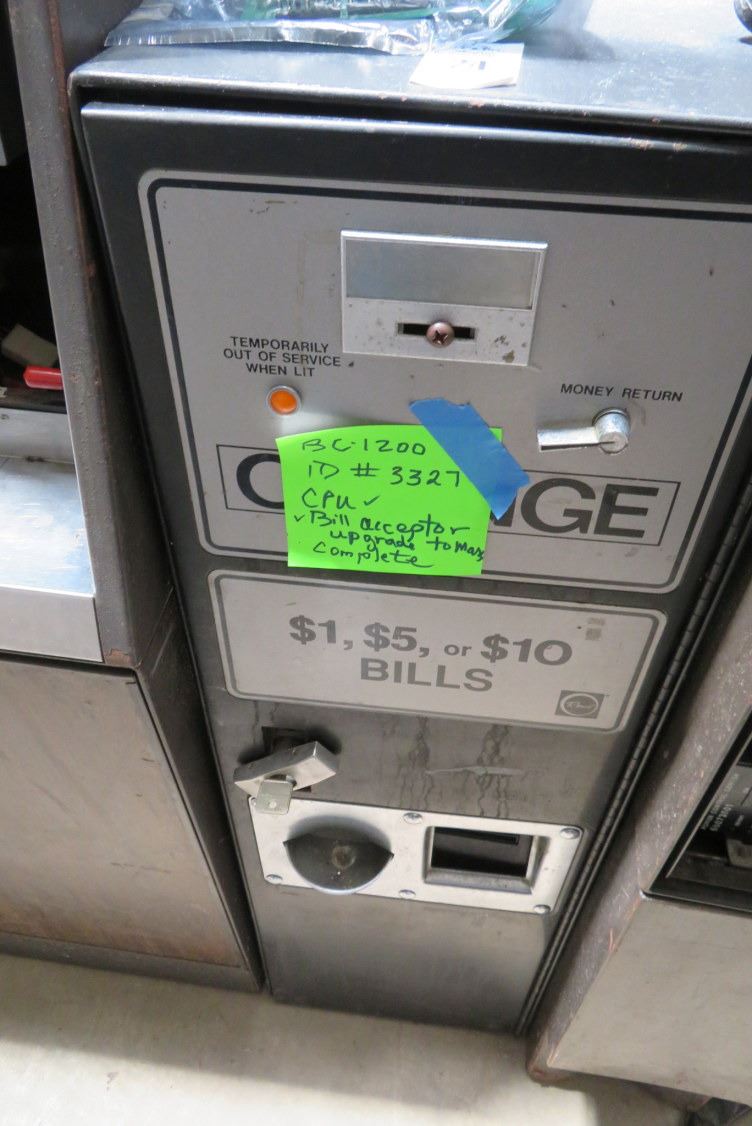 TEMPORARILY
OUT OF SERVICE
WHEN LIT
MONEY RETURN
BC-1200
ID # 3327
CPU ✓
✓ Bill acceptor
upgrade to Mars
complete
C NGE
$1, $5, or $10
BILLS